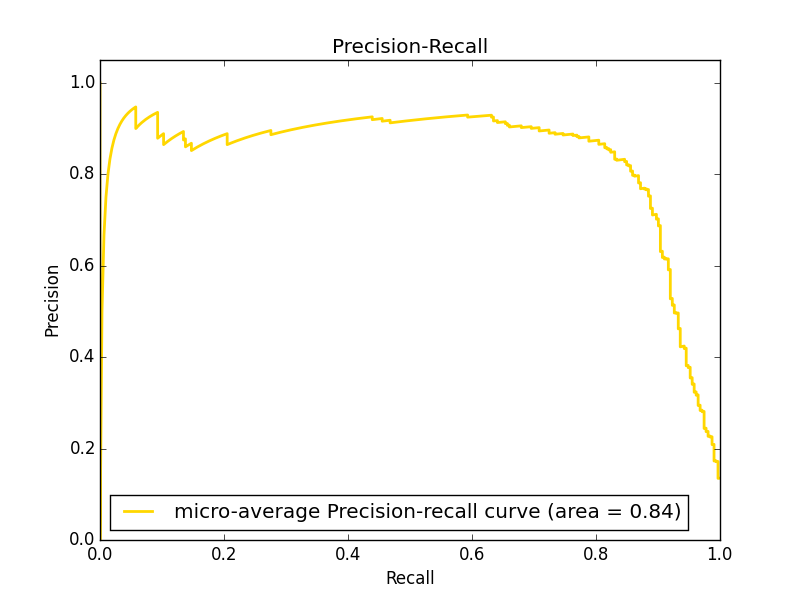 Precision-Recall
1.0
0.8
0.6
0.4
0.2
0.0
Precision
micro-average Precision-recall curve (area = 0.84)
0.0 0.2 0.4 0.6 0.8 1.0
Recall